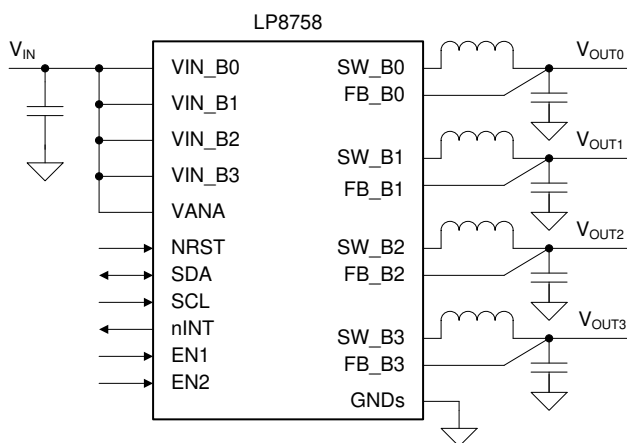 LP8758
V_IN
VIN_B0
VIN_B1
VIN_B2
VIN_B3
VANA
NRST
SDA
SCL
nINT
EN1
EN2
SW_B0
FB_B0
SW_B1
FB_B1
SW_B2
FB_B2
SW_B3
FB_B3
GNDs
V_OUT0
V_OUT1
V_OUT2
V_OUT3